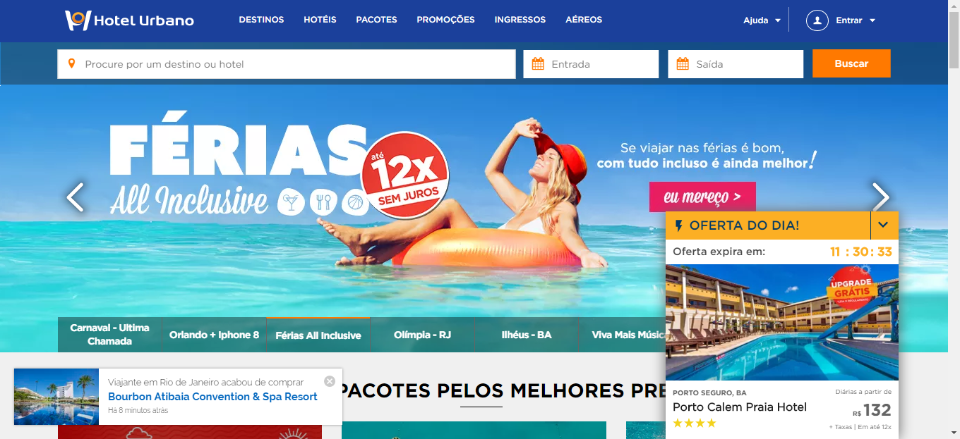 Hotel Urbano
DESTINOS HOTÉIS PACOTES PROMOÇÕES INGRESSOS AÉREOS
Ajuda
Entrar
Procure por um destino ou hotel
Entrada
Saída
Buscar
FÉRIAS
All Inclusive
até
12X
SEM JUROS
Se viajar nas férias é bom,
com tudo incluso é ainda melhor!
eu mereço >
OFERTA DO DIA!
Oferta expira em: 11 : 30 : 33
UPGRADE
GRÁTIS
PORTO SEGURO, BA
Porto Calem Praia Hotel
Diárias a partir de
R$ 132
+ Taxas | Em até 12x
Carnaval - Ultima
Chamada
Orlando + Iphone 8
Férias All Inclusive
Olímpia - RJ
Ilhéus - BA
Viva Mais Músic
Viajante em Rio de Janeiro acabou de comprar
Bourbon Atibaia Convention & Spa Resort
Há 8 minutos atrás
PACOTES PELOS MELHORES PRE